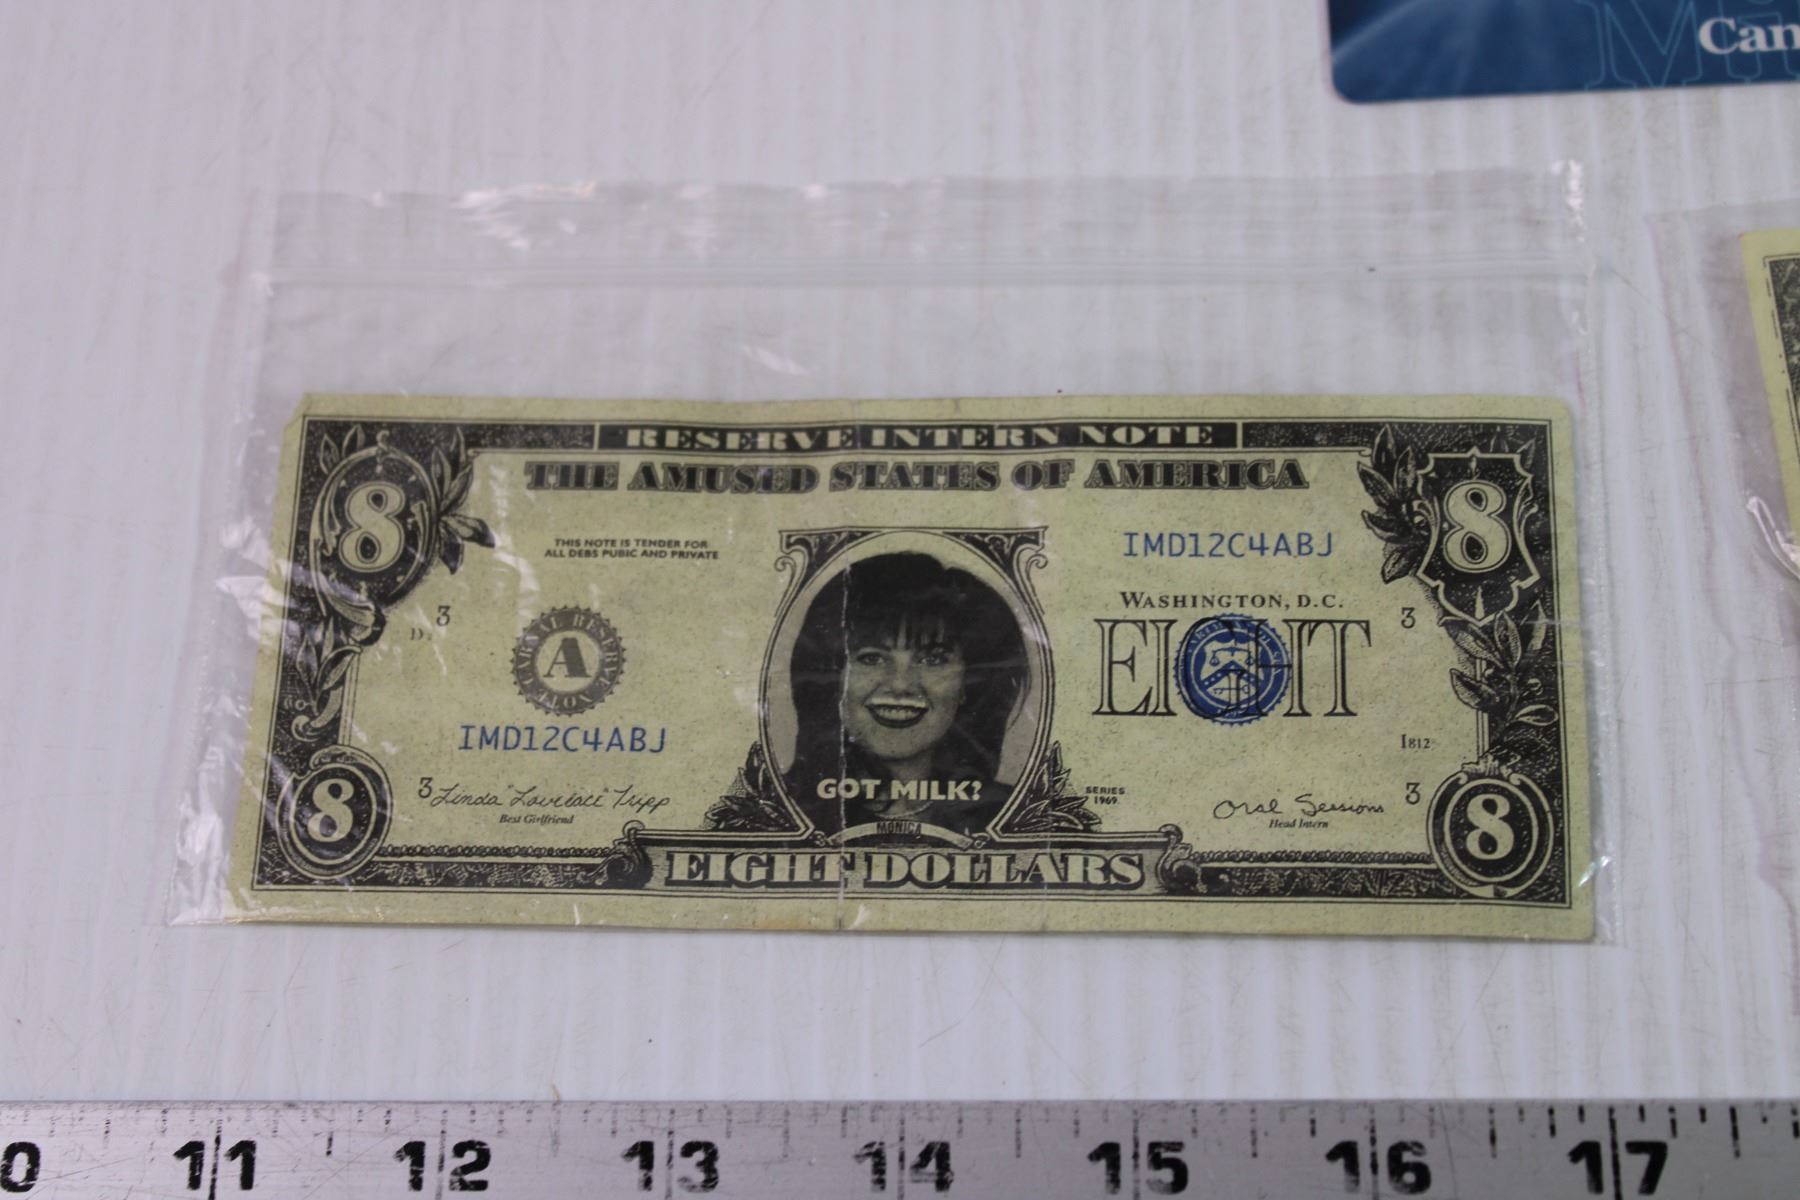 Can
8
RESERVE INTERN NOTE
8
THE AMUSED STATES OF AMERICA
THIS NOTE IS TENDER FOR
ALL DEBS PUBIC AND PRIVATE
IMD12C4ABJ
WASHINGTON, D.C.
3
3
A
EIGHT
IMD12C4ABJ
I812
GOT MILK?
3
Linda "Lovelace" Tripp
Best Girlfriend
SERIES
1969
Oral Sessions
Head Intern
3
MONICA
8
EIGHT DOLLARS
8
0 11 12 13 14 15 16 17